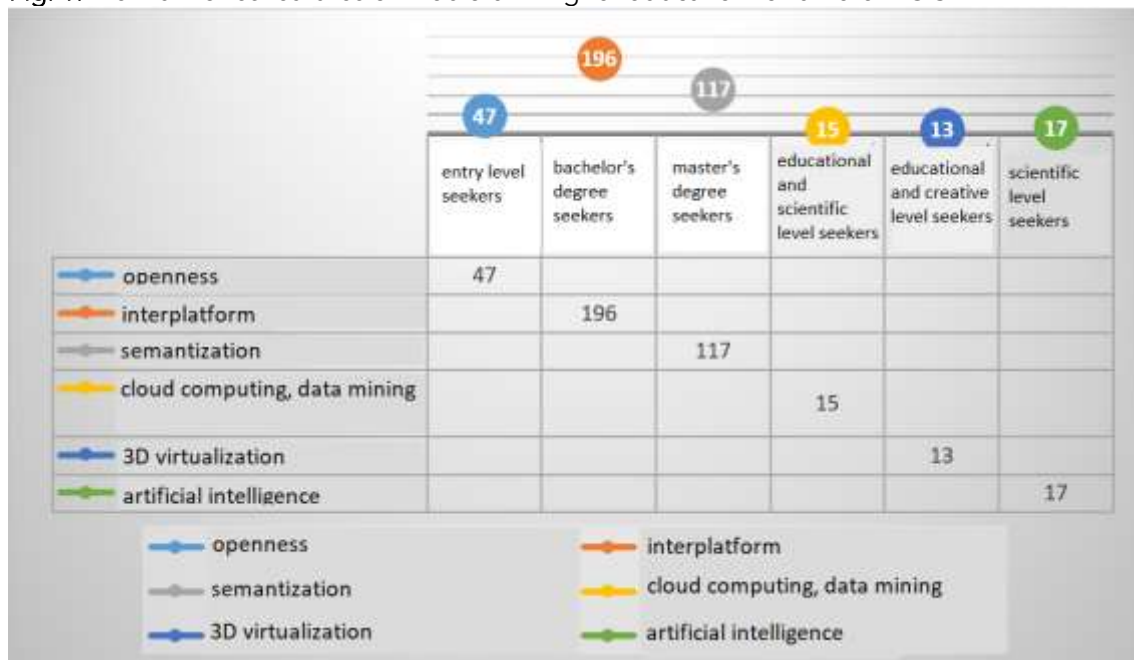 196
117
47
15
13
17
entry level
seekers
bachelor's
degree
seekers
master's
degree
seekers
educational
and
scientific
level seekers
educational
and creative
level seekers
scientific
level
seekers
openness 47
interplatform 196
semantization 117
cloud computing, data mining 15
3D virtualization 13
artificial intelligence 17
openness interplatform
semantization cloud computing, data mining
3D virtualization artificial intelligence